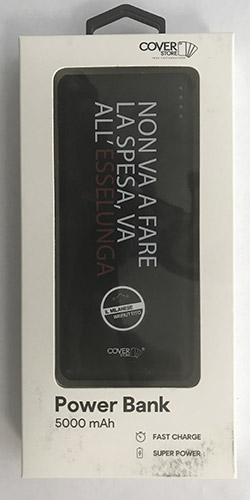 COVER
STORE
NON VA A FARE
LA SPESA, VA
ALL'ESSELUNGA
IL MILANESE
IMBRUTTITO
COVER
STORE
Power Bank
5000 mAh
FAST CHARGE
SUPER POWER